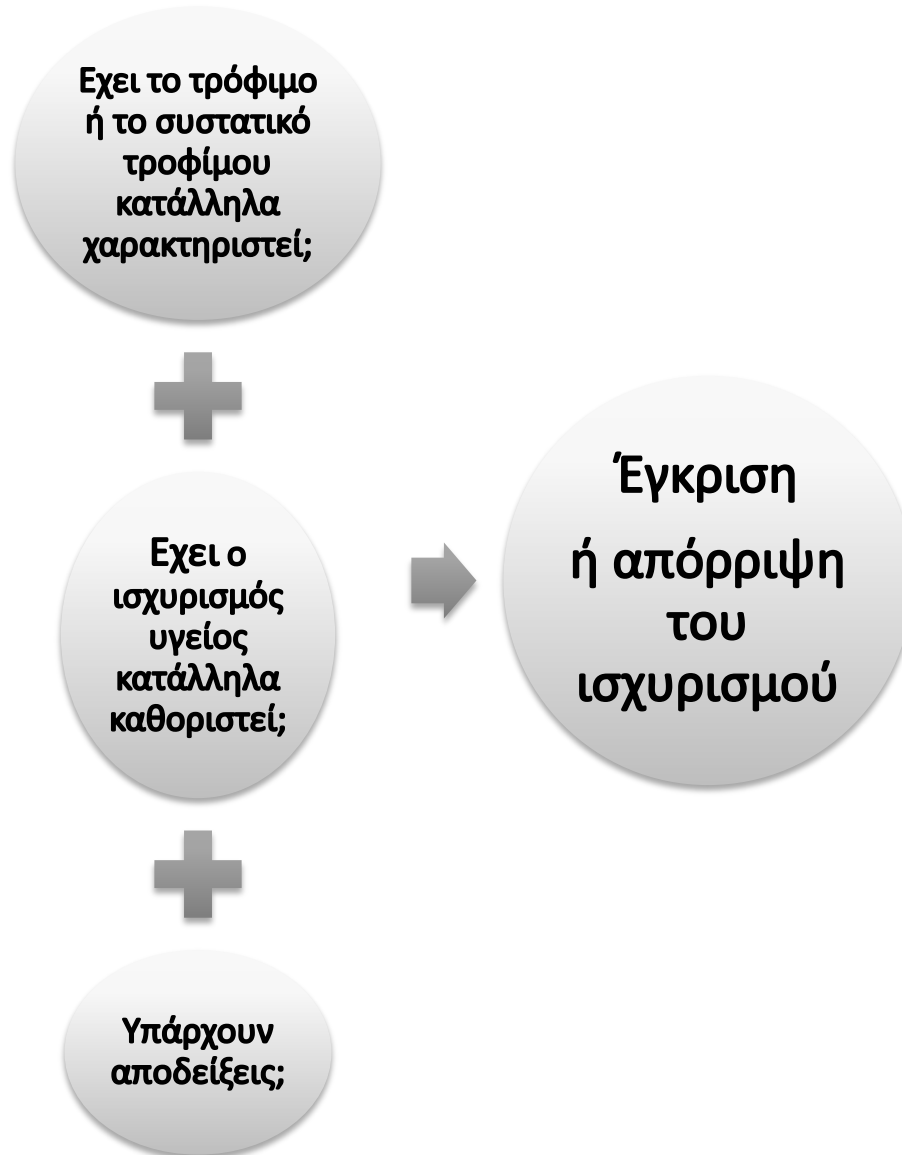 Εχει το τρόφιμο
ή το συστατικό
τροφίμου
κατάλληλα
χαρακτηριστεί;
Εχει ο
ισχυρισμός
υγείος
κατάλληλα
καθοριστεί;
Υπάρχουν
αποδείξεις;
Έγκριση
ή απόρριψη
του
ισχυρισμού